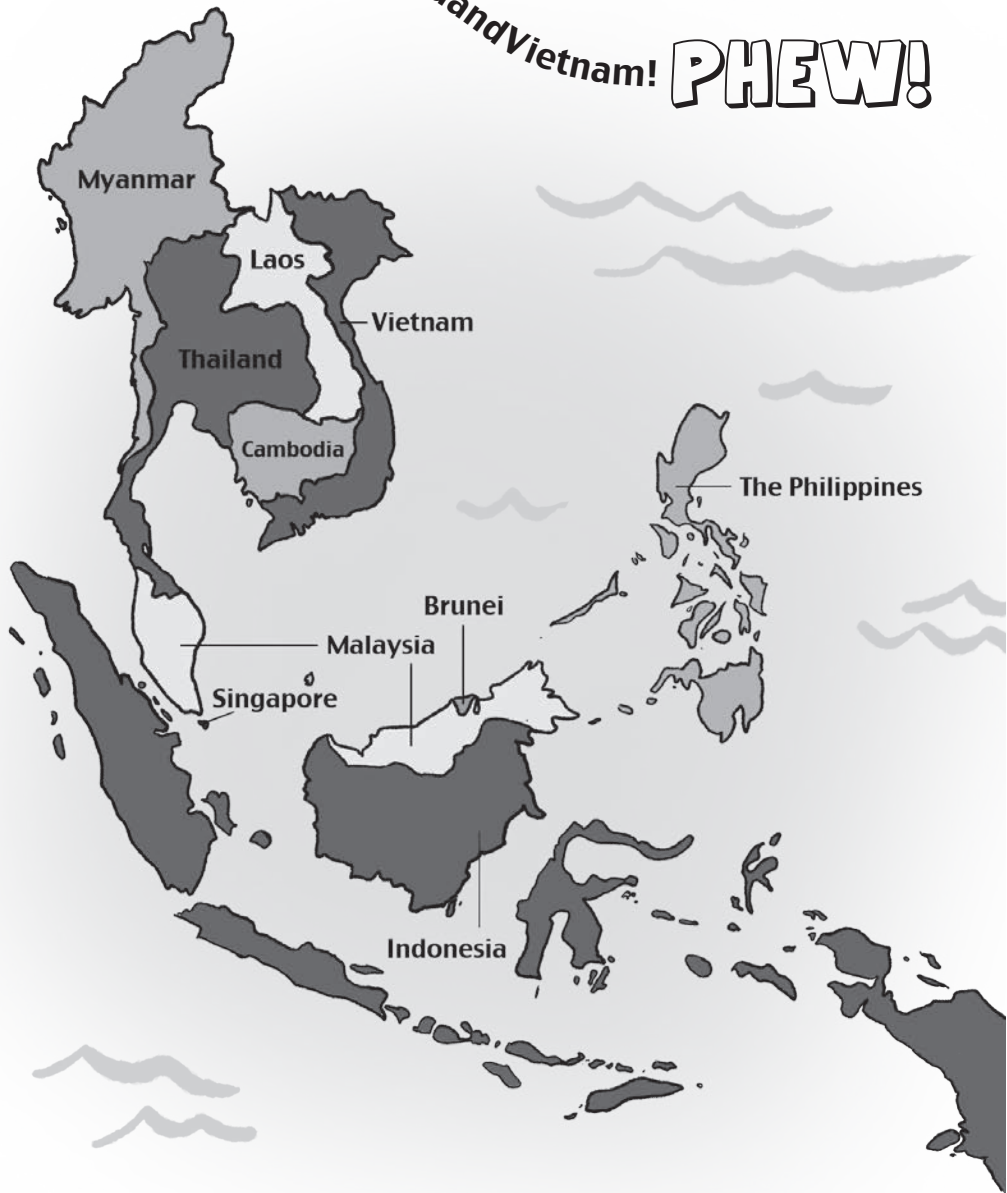 andVietnam!
PHEW!
Myanmar
Laos
Vietnam
Thailand
Cambodia
The Philippines
Brunei
Malaysia
Singapore
Indonesia